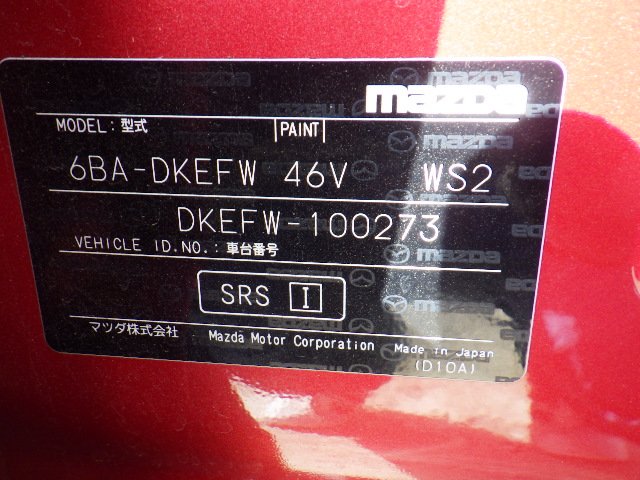 mazda
MODEL: 型式 PAINT
6BA-DKEFW 46V WS2
DKEFW-100273
VEHICLE ID.NO.: 車台番号
SRS I
マツダ株式会社 Mazda Motor Corporation Made in Japan
(D10A)